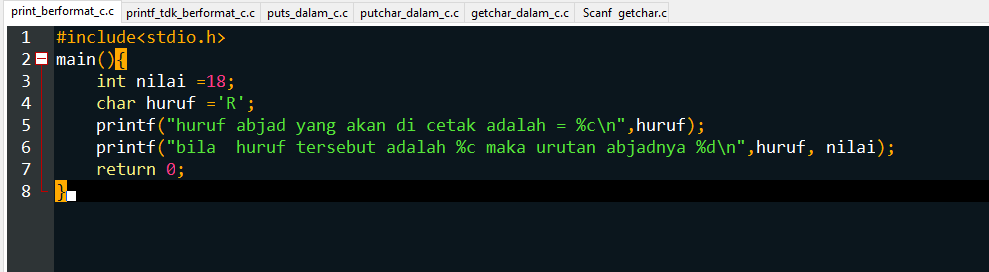 print_berformat_c.c printf_tdk_berformat_c.c puts_dalam_c.c putchar_dalam_c.c getchar_dalam_c.c Scanf getchar.c
1 #include<stdio.h>
2 main(){
3 int nilai =18;
4 char huruf ='R';
5 printf("huruf abjad yang akan di cetak adalah = %c\n",huruf);
6 printf("bila  huruf tersebut adalah %c maka urutan abjadnya %d\n",huruf, nilai);
7 return 0;
8 }